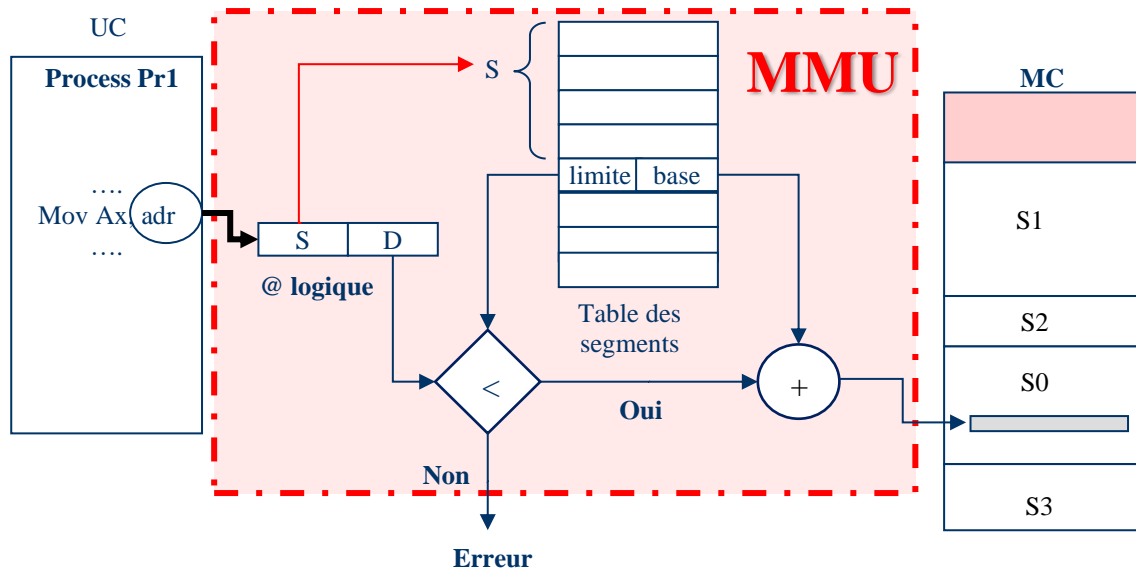 UC
Process Pr1
….
Mov Ax, adr
….
S
D
@ logique
S
limite
base
Table des
segments
MMU
<
Oui
+
Non
Erreur
MC
S1
S2
S0
S3